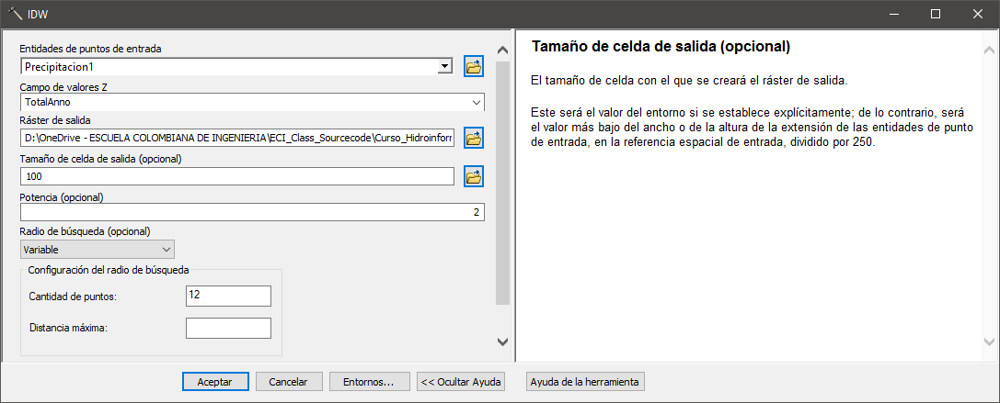 IDW
Entidades de puntos de entrada
Precipitacion1
Campo de valores Z
TotalAnno
Ráster de salida
D:\OneDrive - ESCUELA COLOMBIANA DE INGENIERIA\ECI_Class_Sourcecode\Curso_Hidroinforr
Tamaño de celda de salida (opcional)
100
Potencia (opcional)
2
Radio de búsqueda (opcional)
Variable
Configuración del radio de búsqueda
Cantidad de puntos:
12
Distancia máxima:
Aceptar
Cancelar
Entornos...
<< Ocultar Ayuda
Tamaño de celda de salida (opcional)
El tamaño de celda con el que se creará el ráster de salida.
Este será el valor del entorno si se establece explícitamente; de lo contrario, será
el valor más bajo del ancho o de la altura de la extensión de las entidades de punto
de entrada, en la referencia espacial de entrada, dividido por 250.
Ayuda de la herramienta